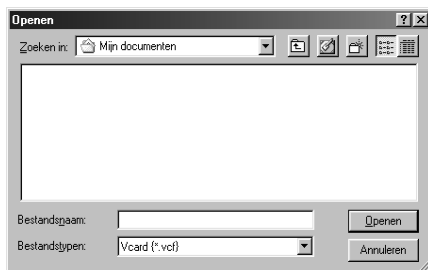 Openen
Zoeken in: Mijn documenten
Bestandsnaam:
Openen
Bestandstypen: Vcard {*.vcf}
Annuleren